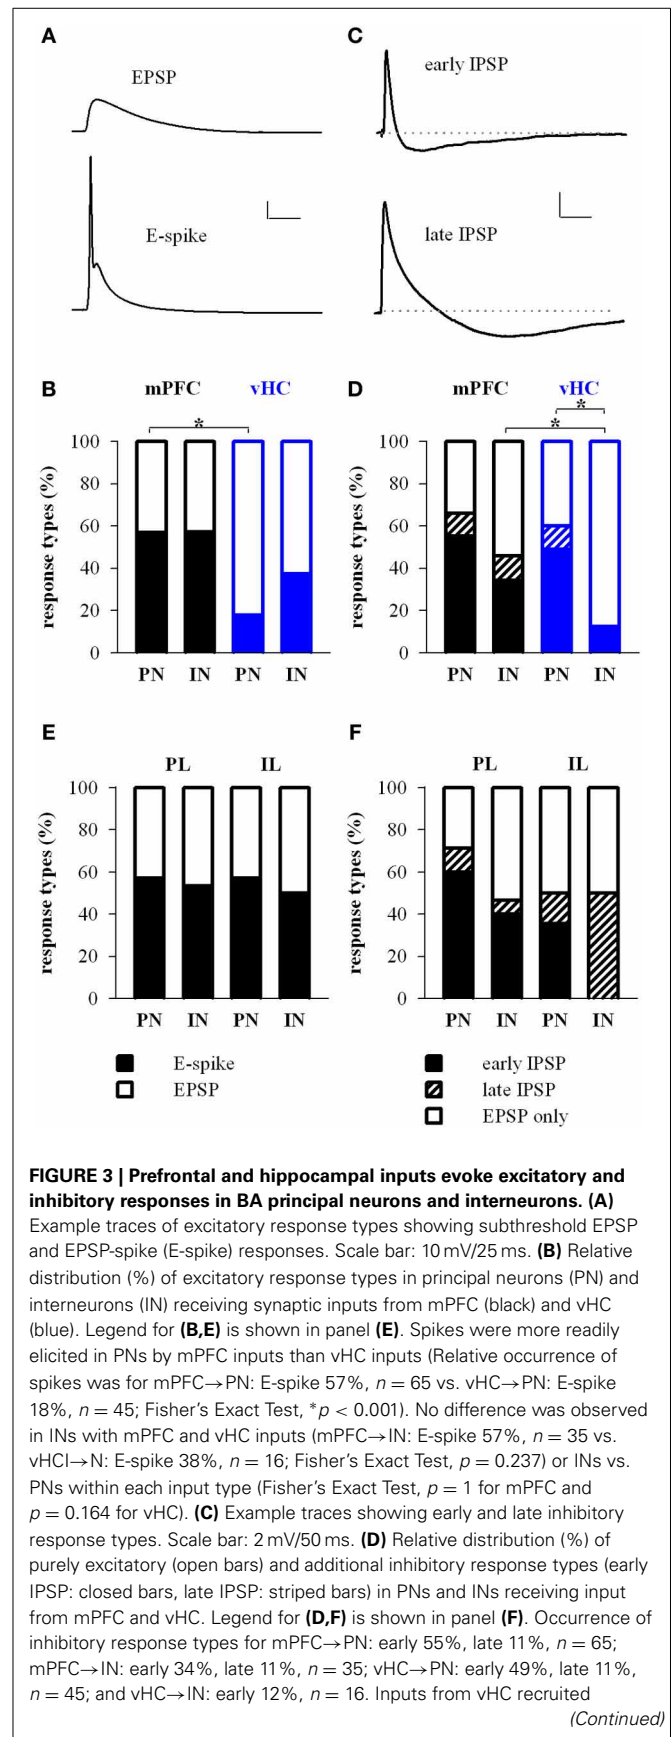 A
C
EPSP
early IPSP
E-spike
late IPSP
B
mPFC
vHC
*
response types (%)
100
80
60
40
20
0
PN
IN
PN
IN
D
mPFC
vHC
*
*
response types (%)
100
80
60
40
20
0
PN
IN
PN
IN
E
PL
IL
response types (%)
100
80
60
40
20
0
PN
IN
PN
IN
E-spike
EPSP
F
PL
IL
response types (%)
100
80
60
40
20
0
PN
IN
PN
IN
early IPSP
late IPSP
EPSP only
FIGURE 3 | Prefrontal and hippocampal inputs evoke excitatory and
inhibitory responses in BA principal neurons and interneurons. (A)
Example traces of excitatory response types showing subthreshold EPSP
and EPSP-spike (E-spike) responses. Scale bar: 10 mV/25 ms. (B) Relative
distribution (%) of excitatory response types in principal neurons (PN) and
interneurons (IN) receiving synaptic inputs from mPFC (black) and vHC
(blue). Legend for (B,E) is shown in panel (E). Spikes were more readily
elicited in PNs by mPFC inputs than vHC inputs (Relative occurrence of
spikes was for mPFC→PN: E-spike 57%, n = 65 vs. vHC→PN: E-spike
18%, n = 45; Fisher's Exact Test, *p < 0.001). No difference was observed
in INs with mPFC and vHC inputs (mPFC→IN: E-spike 57%, n = 35 vs.
vHCI→N: E-spike 38%, n = 16; Fisher's Exact Test, p = 0.237) or INs vs.
PNs within each input type (Fisher's Exact Test, p = 1 for mPFC and
p = 0.164 for vHC). (C) Example traces showing early and late inhibitory
response types. Scale bar: 2 mV/50 ms. (D) Relative distribution (%) of
purely excitatory (open bars) and additional inhibitory response types (early
IPSP: closed bars, late IPSP: striped bars) in PNs and INs receiving input
from mPFC and vHC. Legend for (D,F) is shown in panel (F). Occurrence of
inhibitory response types for mPFC→PN: early 55%, late 11%, n = 65;
mPFC→IN: early 34%, late 11%, n = 35; vHC→PN: early 49%, late 11%,
n = 45; and vHC→IN: early 12%, n = 16. Inputs from vHC recruited
(Continued)